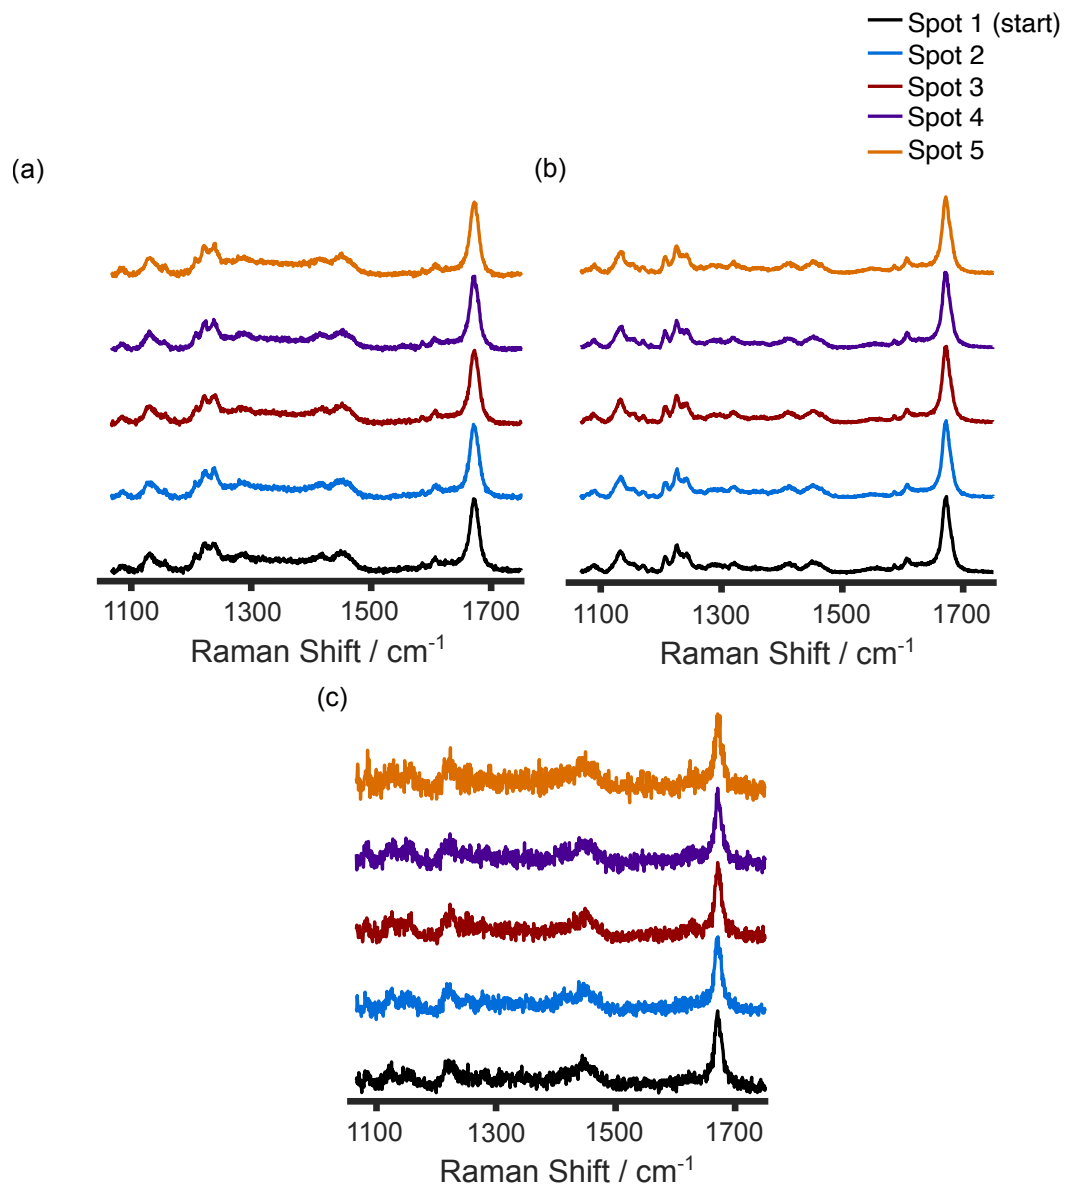 Spot 1 (start)
Spot 2
Spot 3
Spot 4
Spot 5
(a)
(b)
1100 1300 1500 1700
Raman Shift / cm-1
1100 1300 1500 1700
Raman Shift / cm-1
(c)
1100 1300 1500 1700
Raman Shift / cm-1